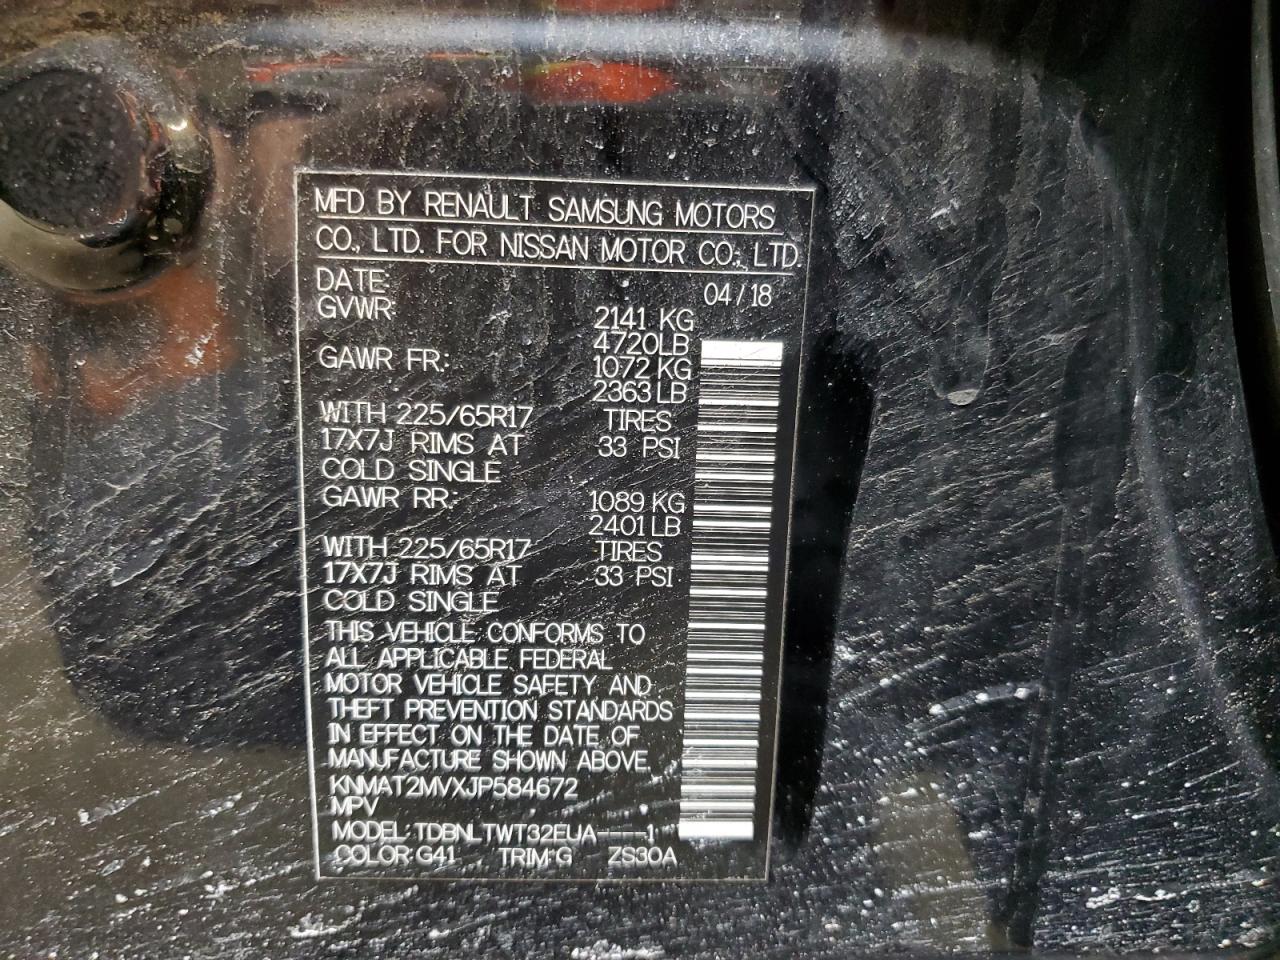 MFD BY RENAULT SAMSUNG MOTORS
CO., LTD. FOR NISSAN MOTOR CO., LTD.
DATE: 04/18
GVWR: 2141 KG
4720LB
GAWR FR.: 1072 KG
2363 LB
WITH 225/65R17 TIRES
17X7J RIMS AT 33 PSI
COLD SINGLE
GAWR RR.: 1089 KG
2401 LB
WITH 225/65R17 TIRES
17X7J RIMS AT 33 PSI
COLD SINGLE
THIS VEHICLE CONFORMS TO
ALL APPLICABLE FEDERAL
MOTOR VEHICLE SAFETY AND
THEFT PREVENTION STANDARDS
IN EFFECT ON THE DATE OF
MANUFACTURE SHOWN ABOVE.
KNMAT2MVXJP584672
MPV
MODEL: TDBNLTWT32EUA----1
COLOR: G41 TRIM: G ZS30A